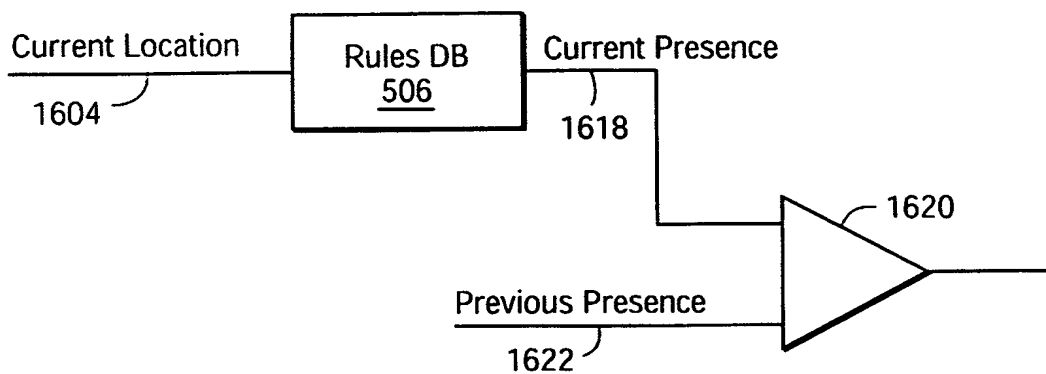 Current Location
1604
Rules DB
506
Current Presence
1618
1620
Previous Presence
1622